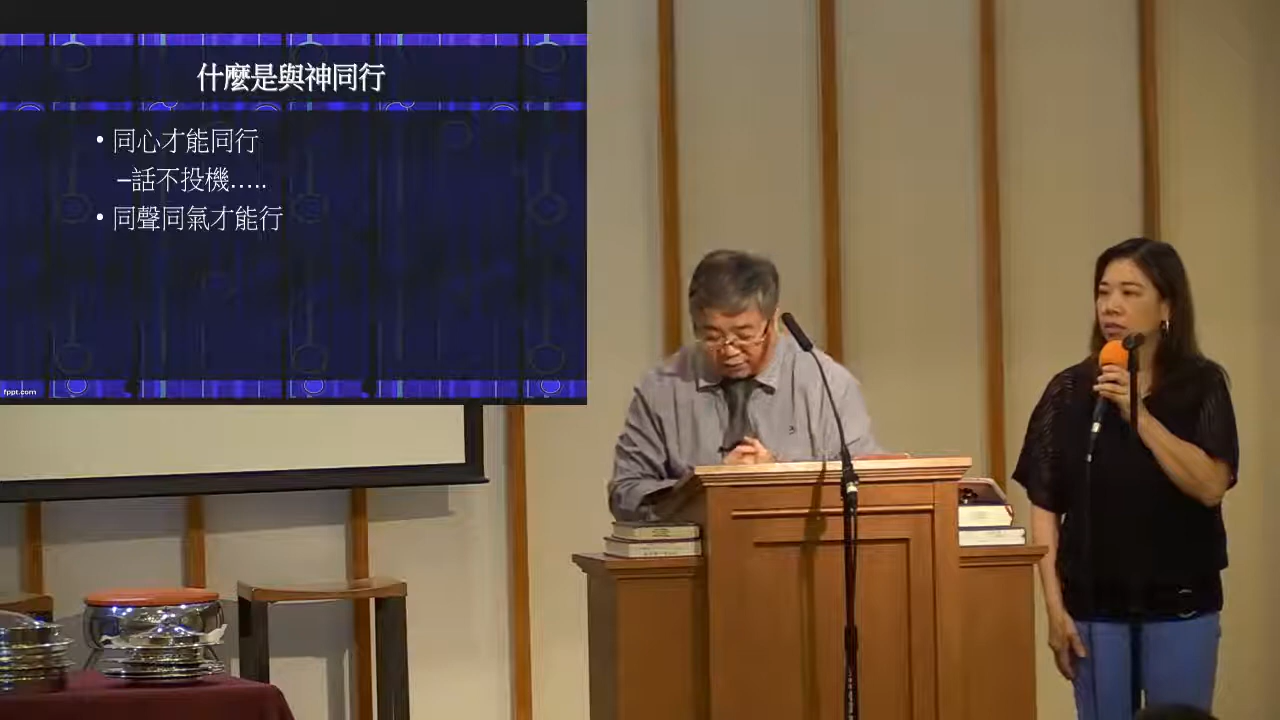 什麼是與神同行
• 同心才能同行
–話不投機.....
• 同聲同氣才能行
fppt.com